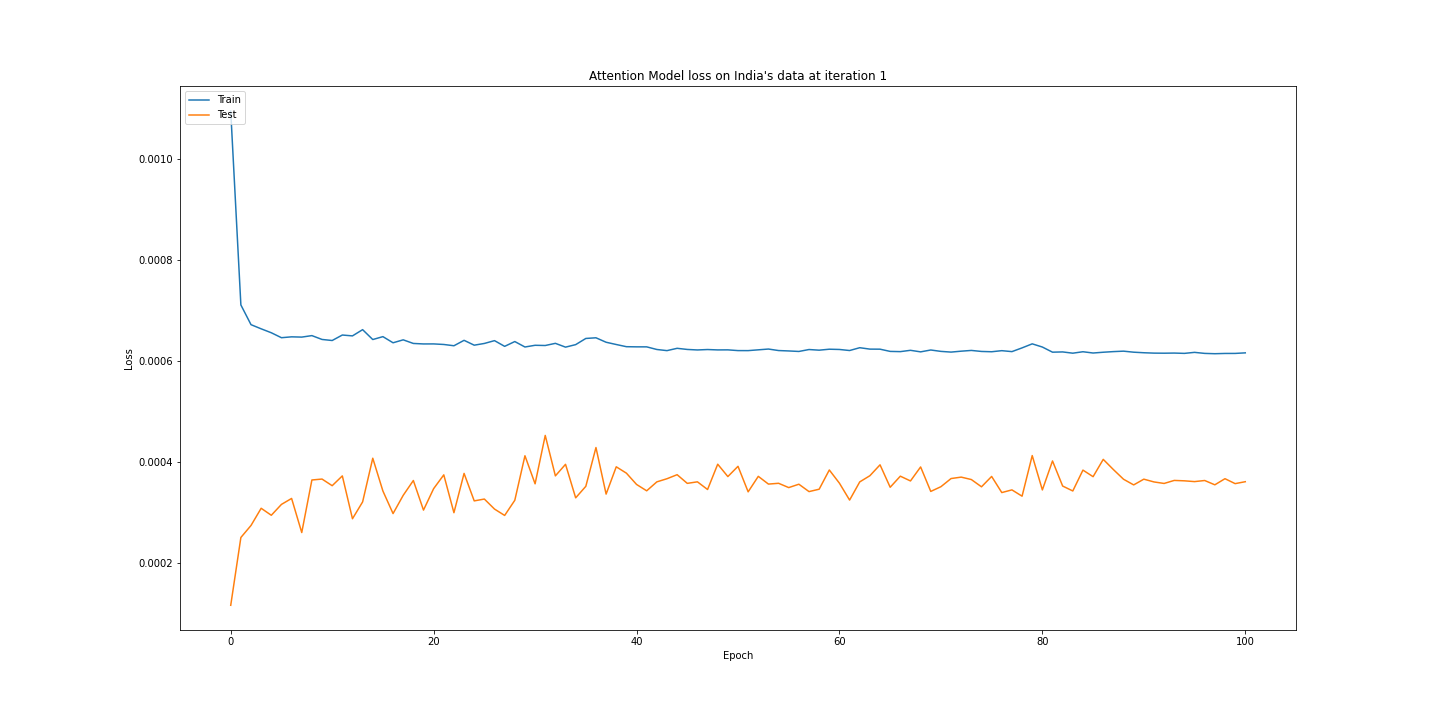 Attention Model loss on India's data at iteration 1
Train
Test
0.0010
0.0008
0.0006
0.0004
0.0002
Loss
0 20 40 60 80 100
Epoch